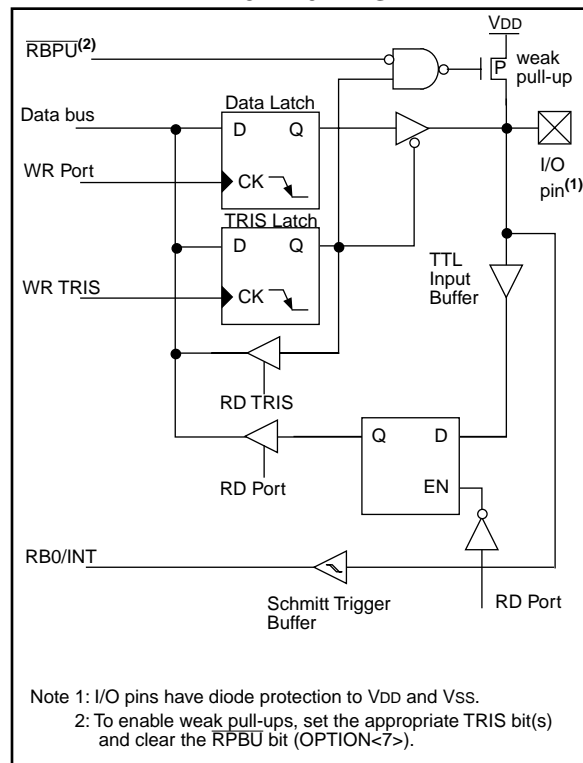 VDD
RBPU(2)
P
weak
pull-up
Data Latch
Data bus
D
Q
WR Port
CK
I/O
pin(1)
TRIS Latch
D
Q
TTL
Input
Buffer
WR TRIS
CK
RD TRIS
Q
D
RD Port
EN
RB0/INT
Schmitt Trigger
Buffer
RD Port
Note 1: I/O pins have diode protection to VDD and VSS.
2: To enable weak pull-ups, set the appropriate TRIS bit(s)
and clear the RPBU bit (OPTION<7>).